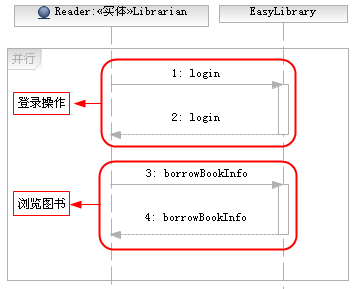 Reader:«实体»Librarian
EasyLibrary
并行
1: login
登录操作
2: login
3: borrowBookInfo
浏览图书
4: borrowBookInfo